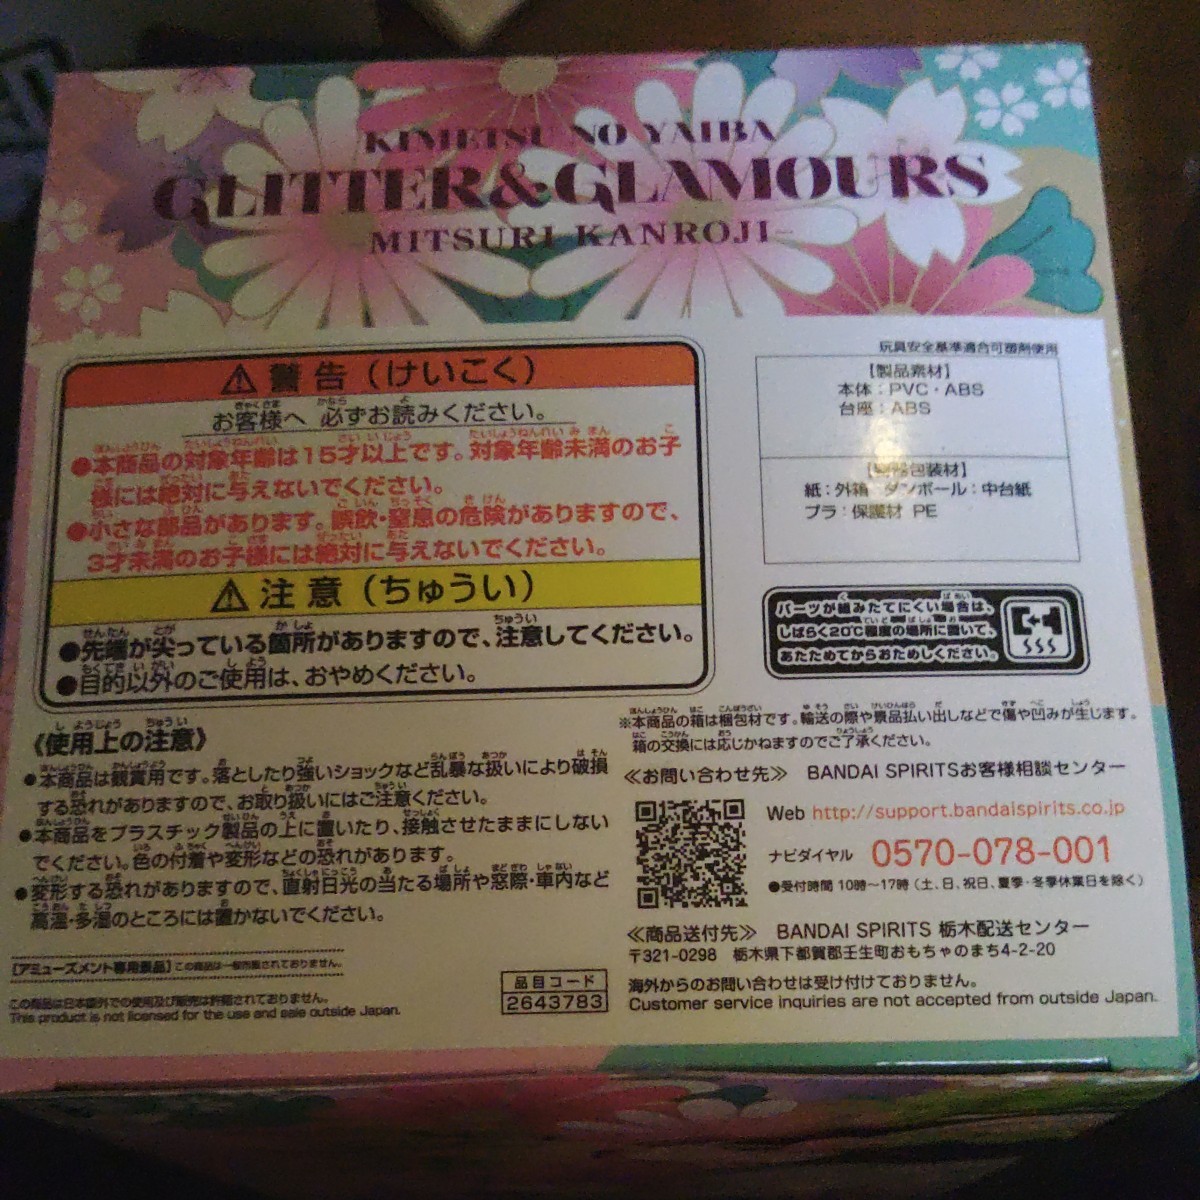 KIMETSU NO YAIBA
GLITTER&GLAMOURS
-MITSURI KANROJI-
⚠警告（けいこく）
お客様へ 必ずお読みください。
●本商品の対象年齢は15才以上です。対象年齢未満のお子
様には絶対に与えないでください。
●小さな部品があります。誤飲・窒息の危険がありますので、
3才未満のお子様には絶対に与えないでください。
⚠注意（ちゅうい）
●先端が尖っている箇所がありますので、注意してください。
●目的以外のご使用は、おやめください。
《使用上の注意》
●本商品は観賞用です。落としたり強いショックなど乱暴な扱いにより破損
する恐れがありますので、お取り扱いにはご注意ください。
●本商品をプラスチック製品の上に置いたり、接触させたままにしない
でください。色の付着や変形などの恐れがあります。
●変形する恐れがありますので、直射日光の当たる場所や窓際・車内など
高温・多湿のところには置かないでください。
［アミューズメント専用景品］この商品は一般市販されておりません。
この商品は日本国外での使用及び販売は許諾されておりません。
This product is not licensed for the use and sale outside Japan.
品目コード
2643783
玩具安全基準適合可塑剤使用
【製品素材】
本体：PVC・ABS
台座：ABS
包装材】
紙：外箱 ダンボール：中台紙
プラ：保護材 PE
パーツが組みたてにくい場合は、
しばらく20℃程度の場所に置いて、
あたためてからおためしください。
※本商品の箱は梱包材です。輸送の際や景品払い出しなどで傷や凹みが生じます。
箱の交換には応じかねますのでご了承ください。
≪お問い合わせ先≫ BANDAI SPIRITSお客様相談センター
Web http://support.bandaispirits.co.jp
ナビダイヤル 0570-078-001
●受付時間 10時～17時（土、日、祝日、夏季・冬季休業日を除く）
≪商品送付先≫ BANDAI SPIRITS 栃木配送センター
〒321-0298 栃木県下都賀郡壬生町おもちゃのまち4-2-20
海外からのお問い合わせは受け付けておりません。
Customer service inquiries are not accepted from outside Japan.